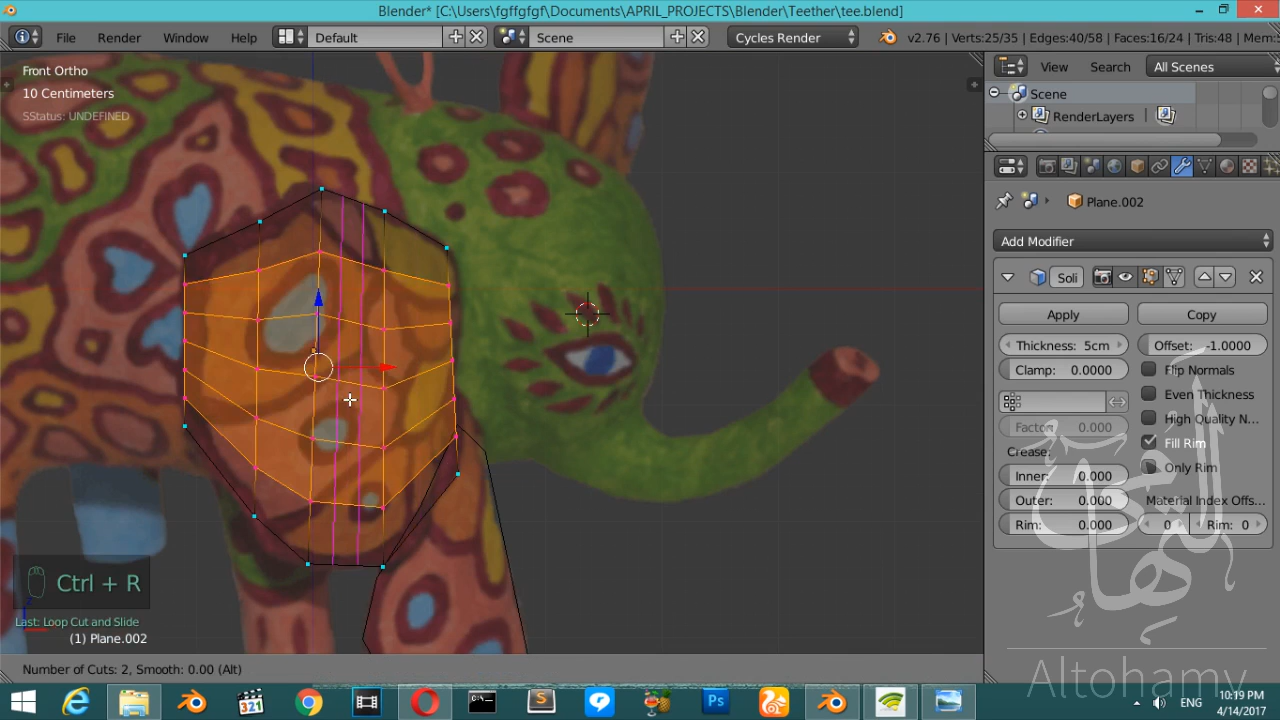 Blender* [C:\Users\fgffgfgf\Documents\APRIL_PROJECTS\Blender\Teether\tee.blend]
File Render Window Help Default Scene Cycles Render v2.76 | Verts:25/35 | Edges:40/58 | Faces:16/24 | Tris:48 | Mem:
Front Ortho
10 Centimeters
SStatus: UNDEFINED
View Search All Scenes
Scene
RenderLayers
Plane.002
Add Modifier
Soli
Apply Copy
Thickness: 5cm Offset: -1.0000
Clamp: 0.0000 Flip Normals
Even Thickness
High Quality N...
Factor: 0.000 Fill Rim
Crease: Only Rim
Inner: 0.000
Outer: 0.000 Material Index Offs...
Rim: 0.000 0 Rim: 0
Ctrl + R
Last: Loop Cut and Slide
(1) Plane.002
Number of Cuts: 2, Smooth: 0.00 (Alt)
Altohamy
321
Ps
ENG
10:19 PM
4/14/2017